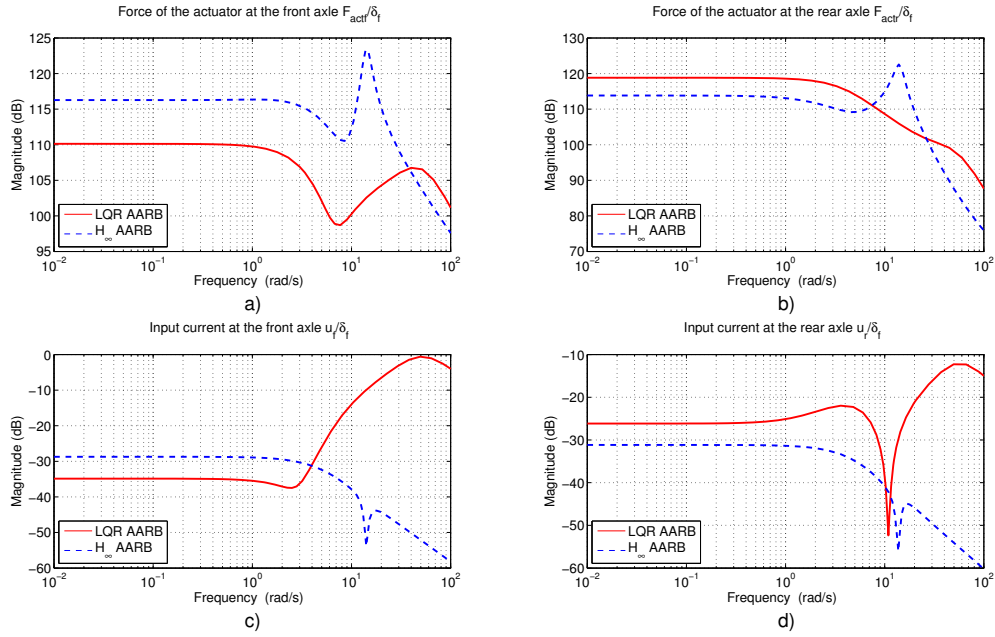 Force of the actuator at the front axle F_actf/δ_f
125
120
115
110
105
100
95
Magnitude (dB)
LQR AARB
H_∞ AARB
10^−2 10^−1 10^0 10^1 10^2
Frequency (rad/s)
a)
Force of the actuator at the rear axle F_actr/δ_f
130
120
110
100
90
80
70
Magnitude (dB)
LQR AARB
H_∞ AARB
10^−2 10^−1 10^0 10^1 10^2
Frequency (rad/s)
b)
Input current at the front axle u_f/δ_f
0
−10
−20
−30
−40
−50
−60
Magnitude (dB)
LQR AARB
H_∞ AARB
10^−2 10^−1 10^0 10^1 10^2
Frequency (rad/s)
c)
Input current at the rear axle u_r/δ_f
−10
−20
−30
−40
−50
−60
Magnitude (dB)
LQR AARB
H_∞ AARB
10^−2 10^−1 10^0 10^1 10^2
Frequency (rad/s)
d)